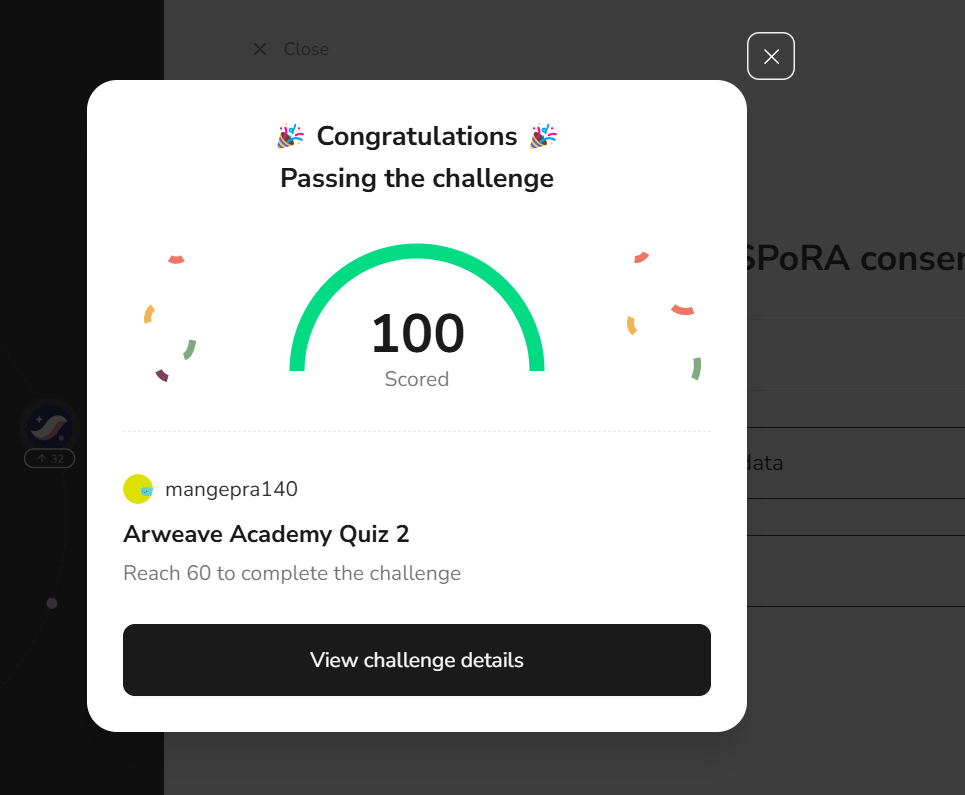 Close
🎉 Congratulations 🎉
Passing the challenge
SPoRA
100
Scored
data
↑ 32
mangepra140
Arweave Academy Quiz 2
Reach 60 to complete the challenge
View challenge details